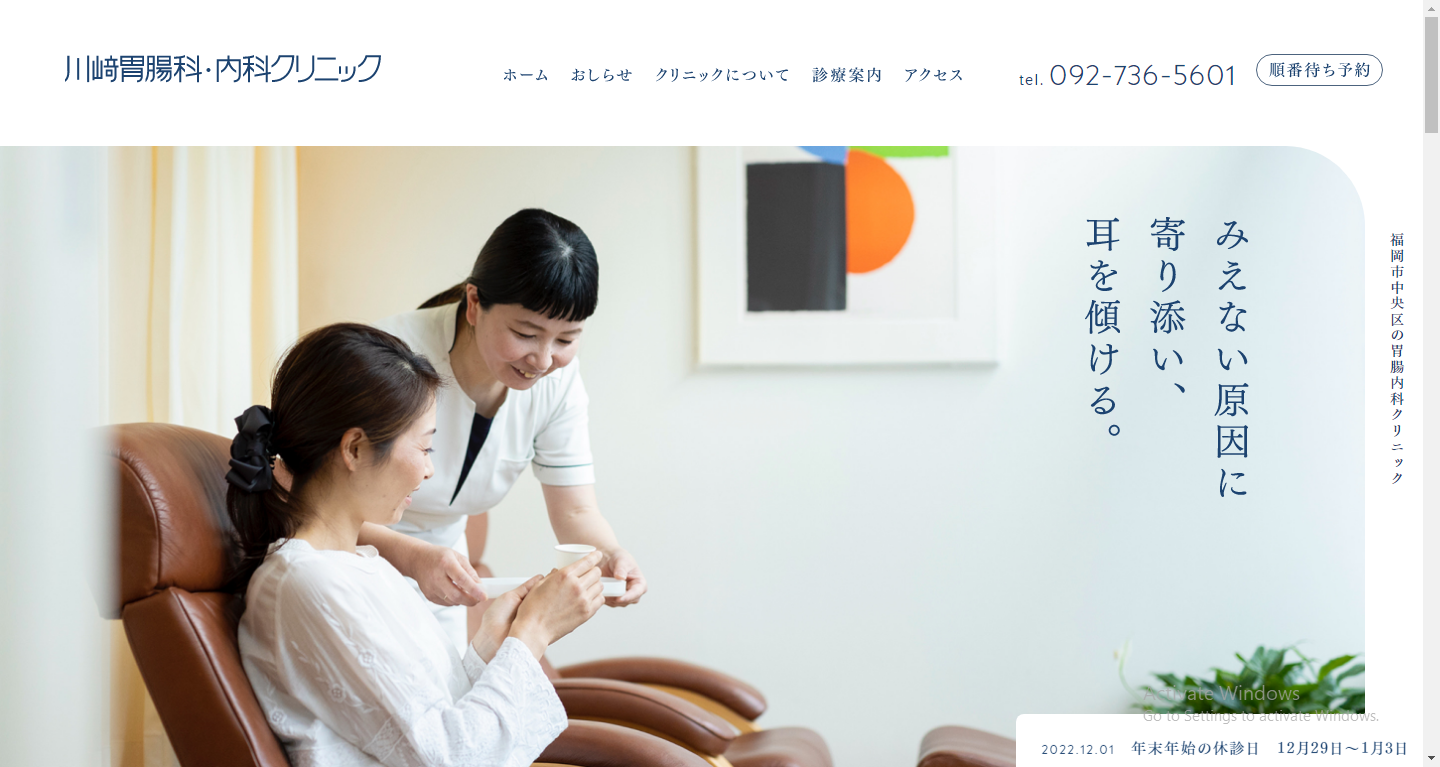 川﨑胃腸科・内科クリニック
ホーム
おしらせ
クリニックについて
診療案内
アクセス
tel. 092-736-5601
順番待ち予約
みえない原因に
寄り添い、
耳を傾ける。
福岡市中央区の胃腸内科クリニック
Activate Windows
Go to Settings to activate Windows.
2022.12.01 年末年始の休診日 12月29日〜1月3日